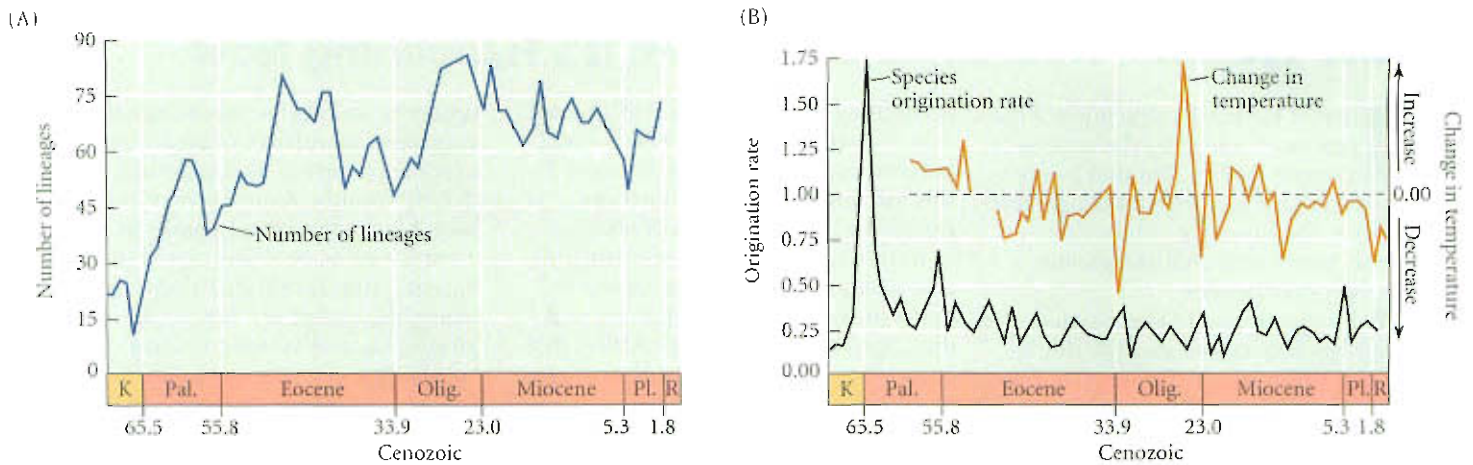 (A)
90
75
60
45
30
15
0
Number of lineages
Number of lineages
K Pal. Eocene Olig. Miocene Pl. R
65.5 55.8 33.9 23.0 5.3 1.8
Cenozoic
(B)
1.75
1.50
1.25
1.00
0.75
0.50
0.25
0.00
Origination rate
Species
origination rate
Change in
temperature
Increase
0.00
Decrease
Change in temperature
K Pal. Eocene Olig. Miocene Pl. R
65.5 55.8 33.9 23.0 5.3 1.8
Cenozoic